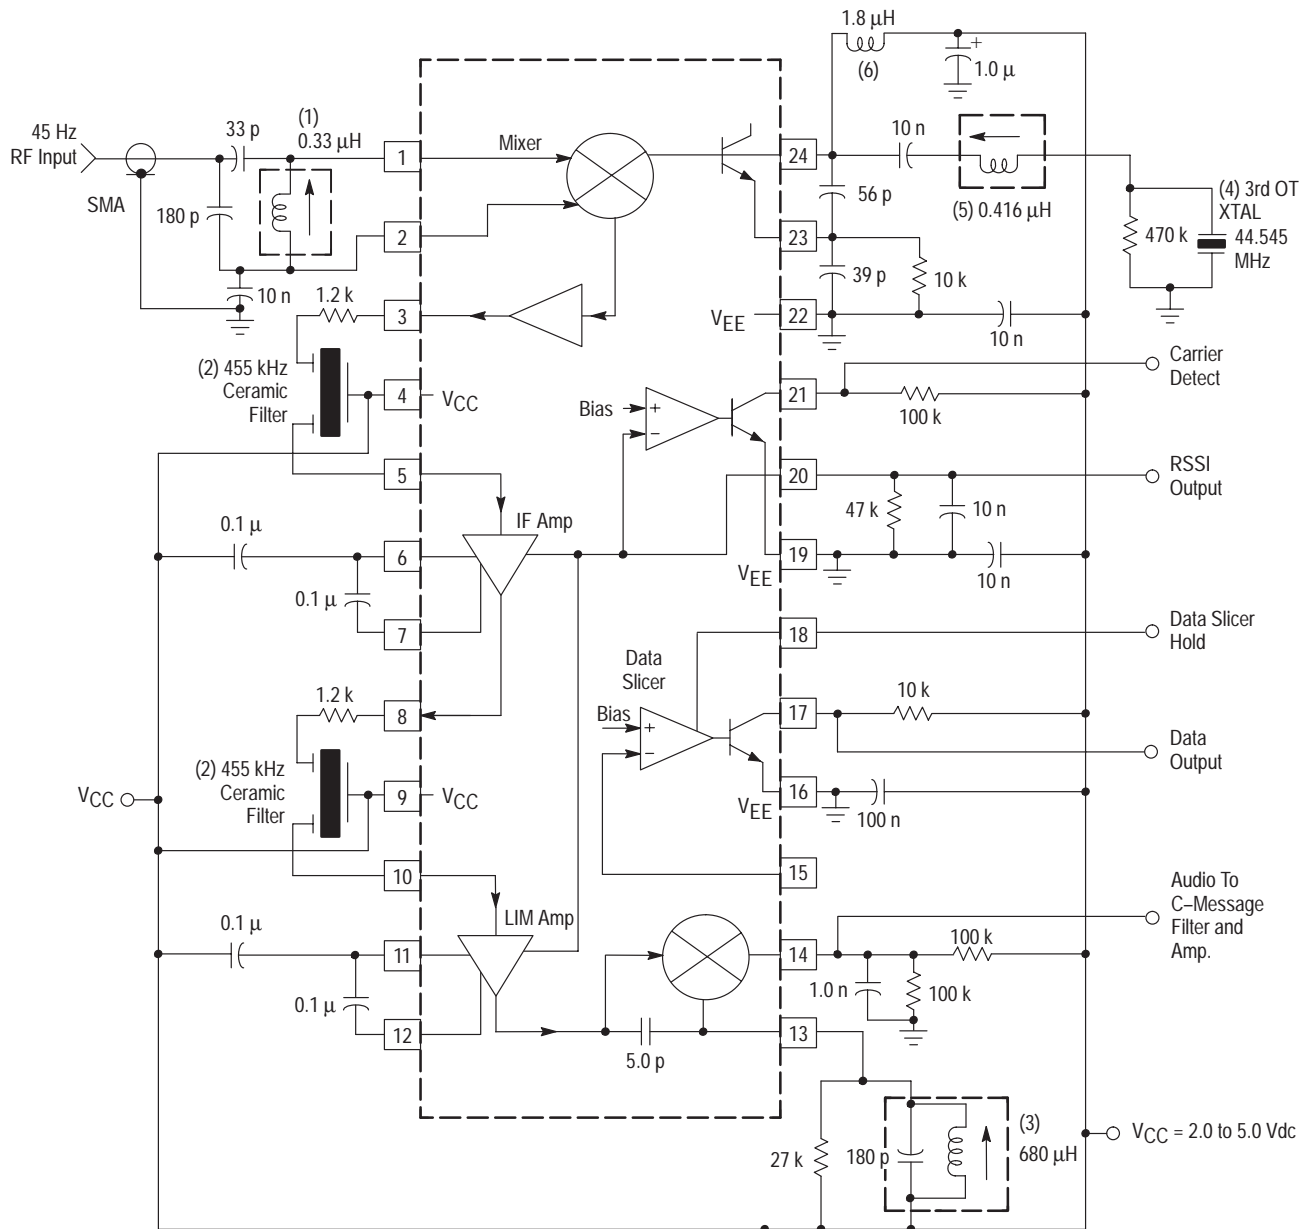 1.8 μH
(6)
+
1.0 μ
45 Hz
RF Input
33 p
(1)
0.33 μH
SMA
180 p
10 n
1
2
Mixer
24
23
22
VEE
10 n
(5) 0.416 μH
56 p
39 p
10 k
10 n
470 k
(4) 3rd OT
XTAL
44.545
MHz
1.2 k
3
(2) 455 kHz
Ceramic
Filter
4
VCC
5
Bias
+
−
21
100 k
Carrier
Detect
20
RSSI
Output
47 k
10 n
0.1 μ
6
0.1 μ
7
IF Amp
VEE
19
10 n
18
Data Slicer
Hold
Data
Slicer
1.2 k
8
Bias
+
−
17
10 k
Data
Output
(2) 455 kHz
Ceramic
Filter
VCC
9
VCC
VEE
16
100 n
10
15
LIM Amp
0.1 μ
11
0.1 μ
12
14
100 k
1.0 n
100 k
Audio To
C–Message
Filter and
Amp.
5.0 p
13
27 k
180 p
(3)
680 μH
VCC = 2.0 to 5.0 Vdc